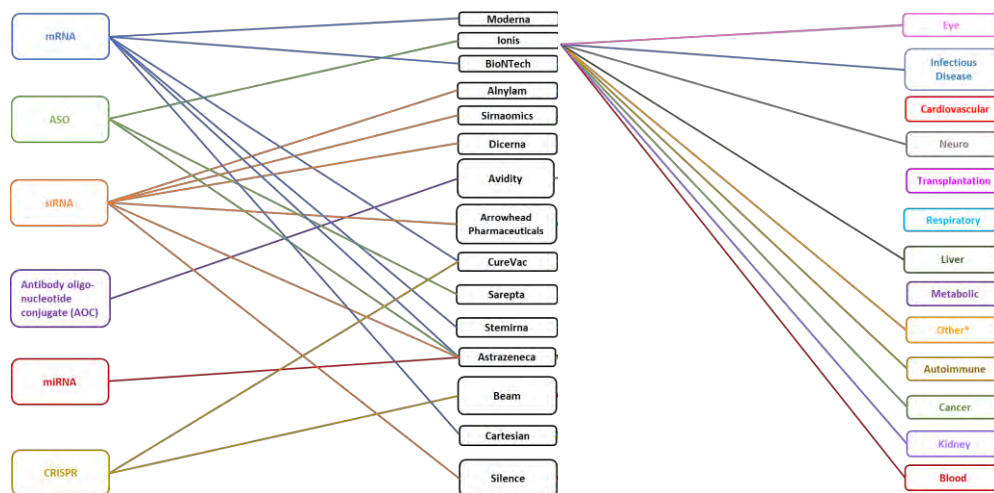 mRNA
ASO
siRNA
Antibody oligo-
nucleotide
conjugate (AOC)
miRNA
CRISPR
Moderna
Ionis
BioNTech
Alnylam
Sirnaomics
Dicerna
Avidity
Arrowhead
Pharmaceuticals
CureVac
Sarepta
Stemirna
Astrazeneca
Beam
Cartesian
Silence
Eye
Infectious
Disease
Cardiovascular
Neuro
Transplantation
Respiratory
Liver
Metabolic
Other*
Autoimmune
Cancer
Kidney
Blood